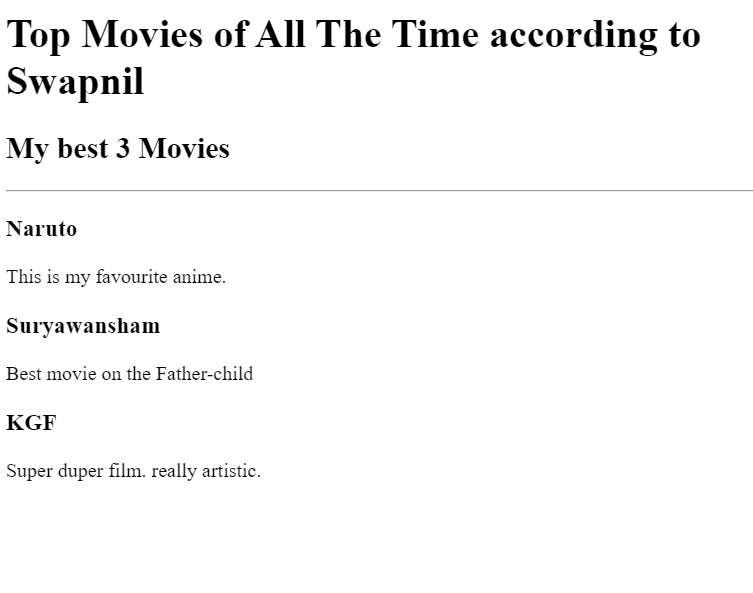 Top Movies of All The Time according to
Swapnil
My best 3 Movies
Naruto
This is my favourite anime.
Suryawansham
Best movie on the Father-child
KGF
Super duper film. really artistic.